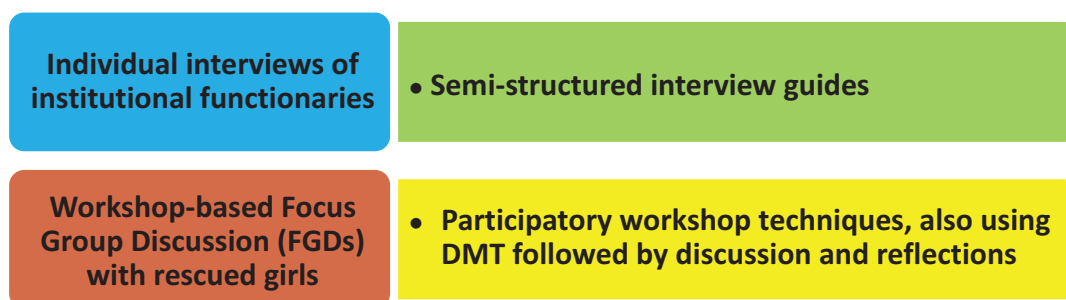 Individual interviews of
institutional functionaries
• Semi-structured interview guides
Workshop-based Focus
Group Discussion (FGDs)
with rescued girls
• Participatory workshop techniques, also using
DMT followed by discussion and reflections